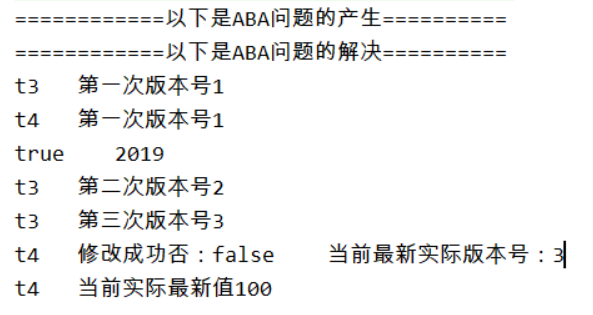 ============以下是ABA问题的产生==========
============以下是ABA问题的解决==========
t3 第一次版本号1
t4 第一次版本号1
true 2019
t3 第二次版本号2
t3 第三次版本号3
t4 修改成功否：false 当前最新实际版本号：3
t4 当前实际最新值100